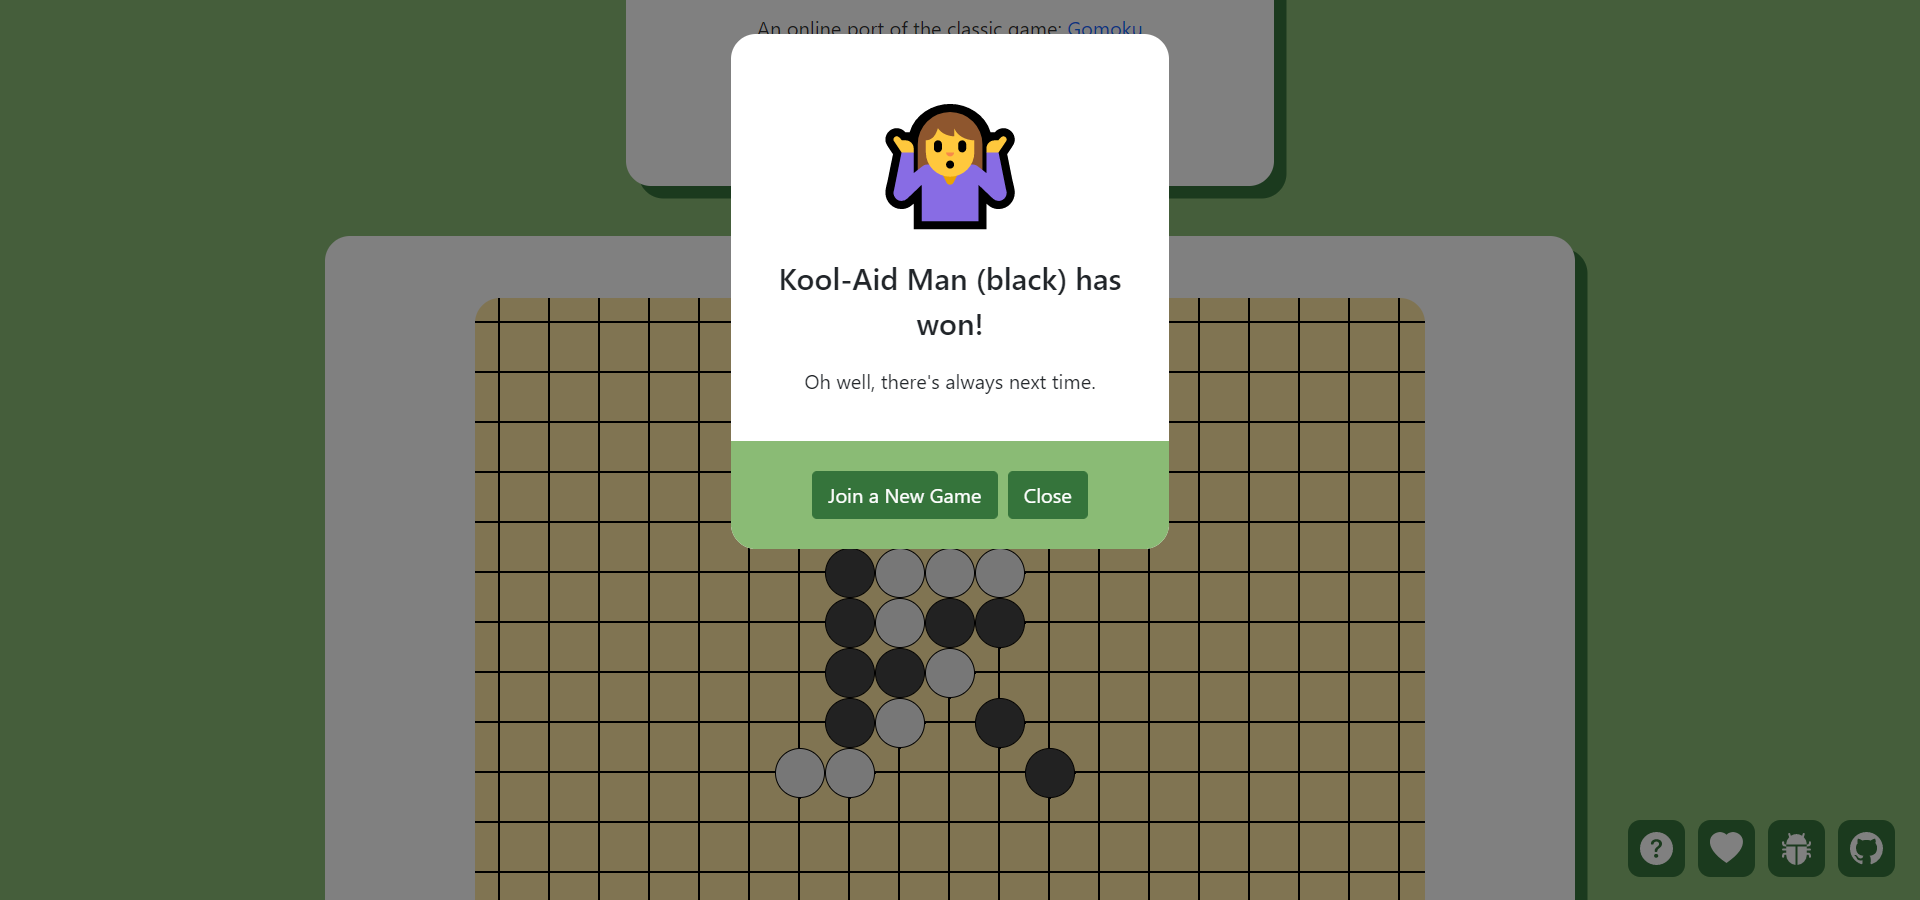 An online port of the classic game: Gomoku
Kool-Aid Man (black) has
won!
Oh well, there's always next time.
Join a New Game
Close
?